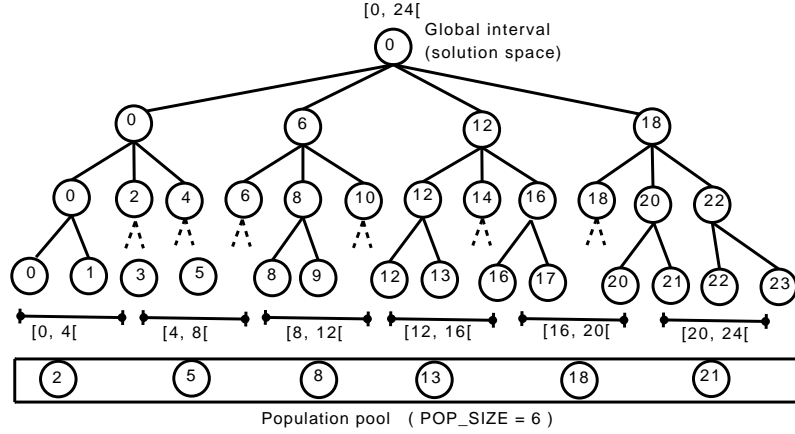 [0, 24[
Global interval
(solution space)
0
0 6 12 18
0 2 4 6 8 10 12 14 16 18 20 22
0 1 3 5 8 9 12 13 16 17 20 21 22 23
[0, 4[ [4, 8[ [8, 12[ [12, 16[ [16, 20[ [20, 24[
2 5 8 13 18 21
Population pool ( POP_SIZE = 6 )